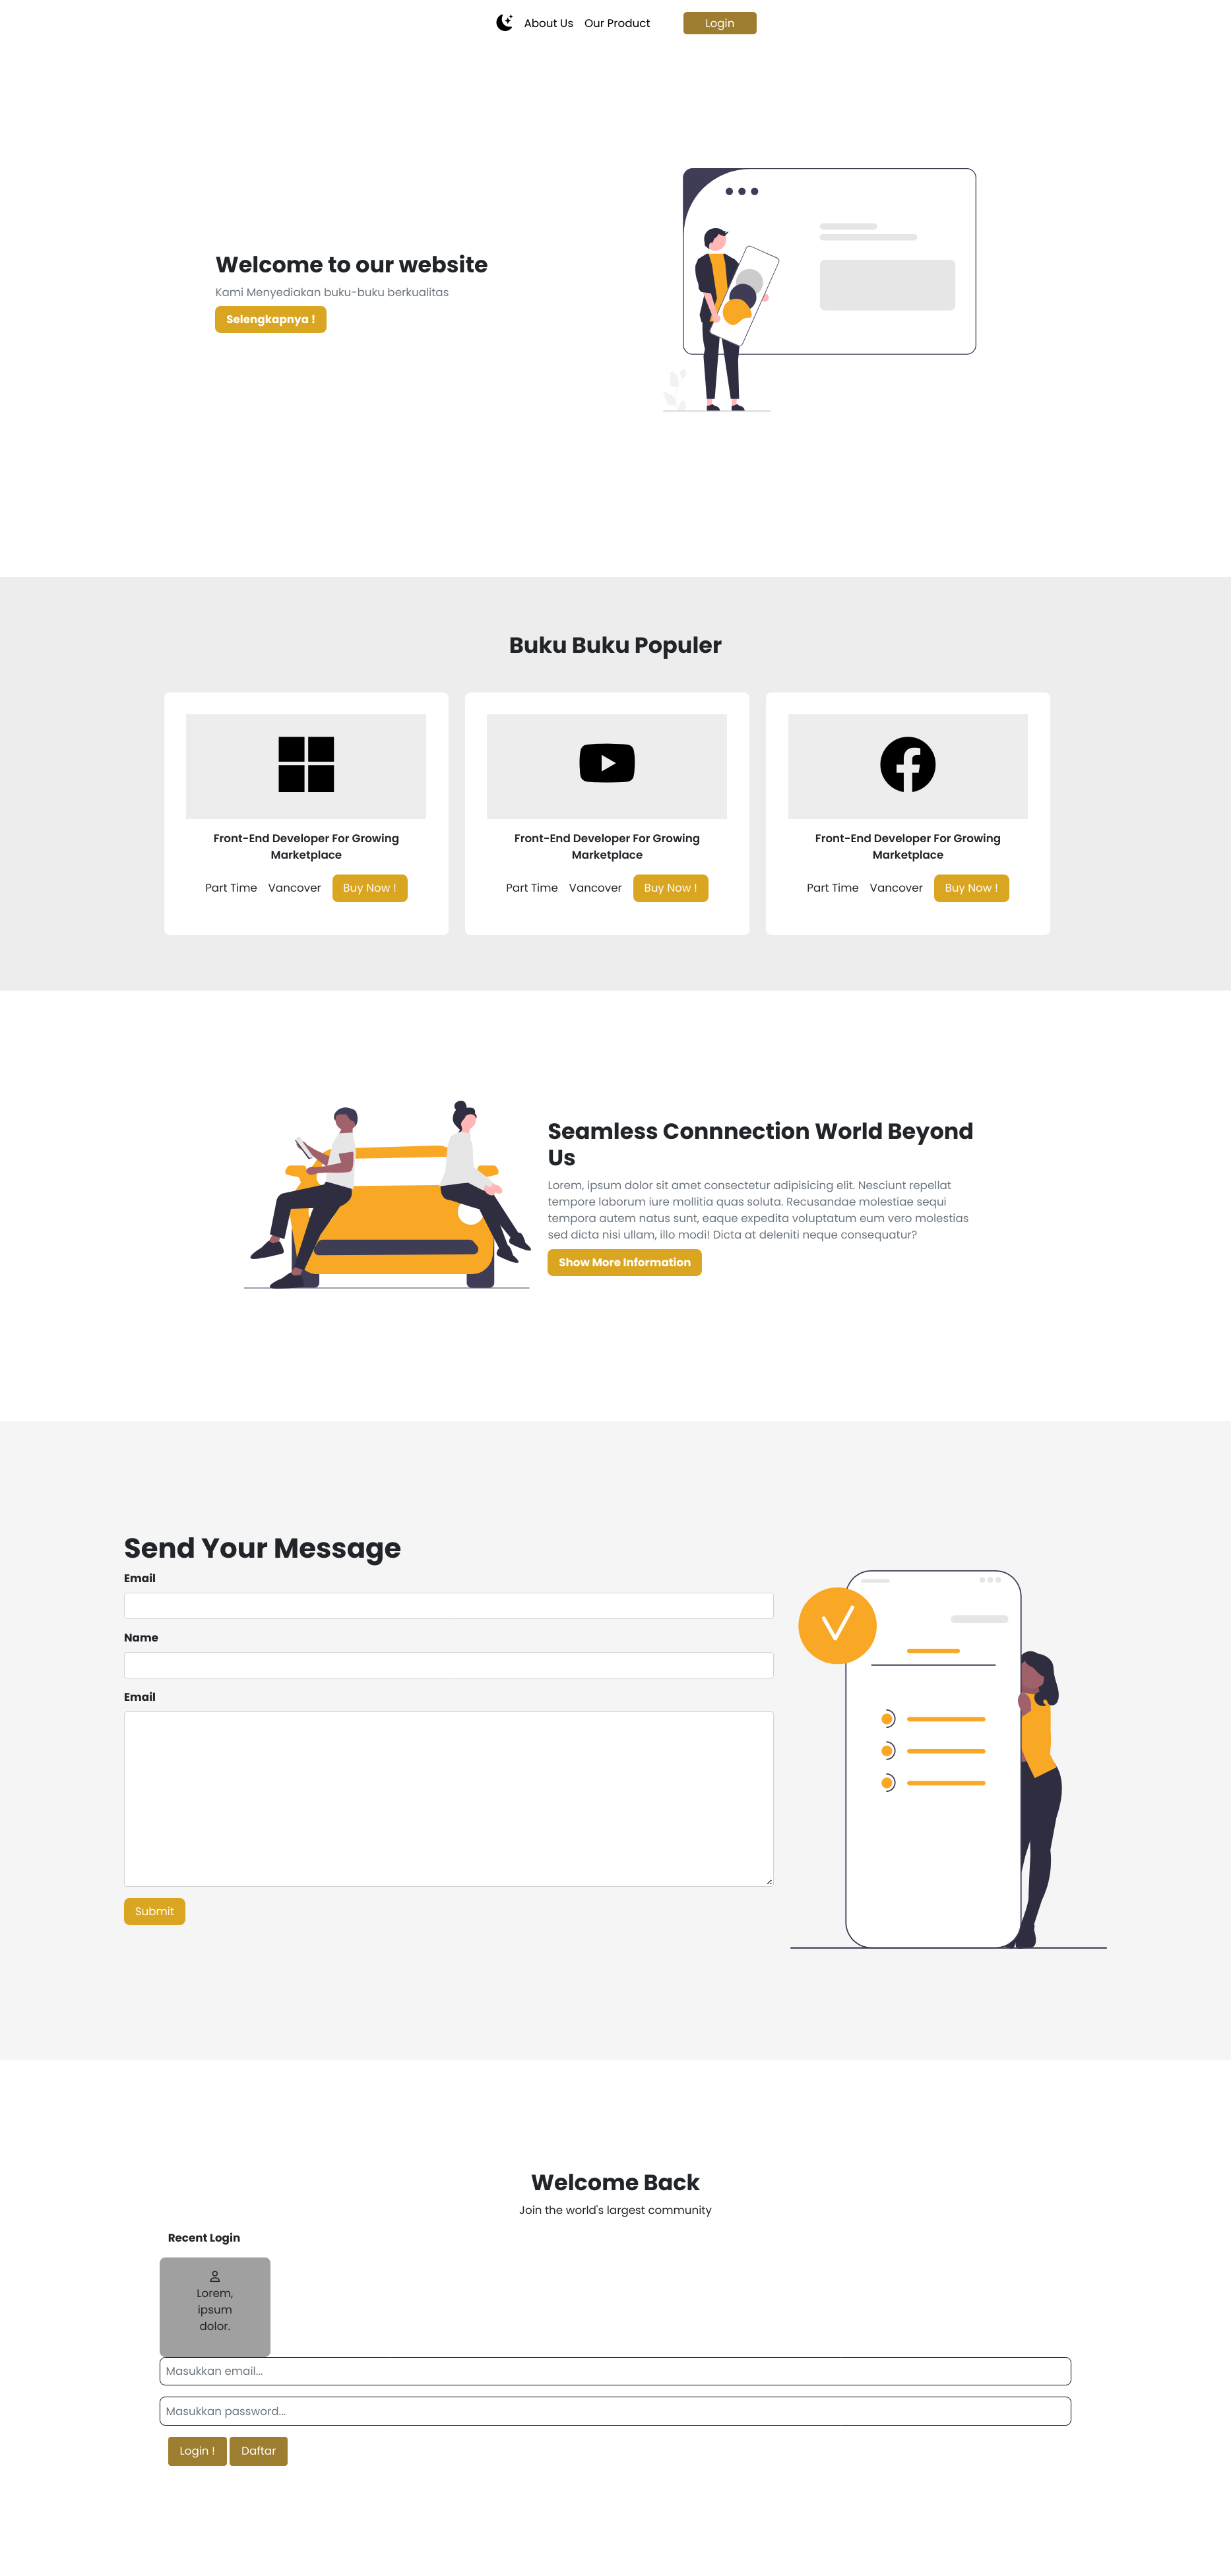 About Us Our Product Login
Welcome to our website
Kami Menyediakan buku-buku berkualitas
Selengkapnya !
Buku Buku Populer
Front-End Developer For Growing
Marketplace
Part Time Vancover Buy Now !
Front-End Developer For Growing
Marketplace
Part Time Vancover Buy Now !
Front-End Developer For Growing
Marketplace
Part Time Vancover Buy Now !
Seamless Connnection World Beyond
Us
Lorem, ipsum dolor sit amet consectetur adipisicing elit. Nesciunt repellat
tempore laborum iure mollitia quas soluta. Recusandae molestiae sequi
tempora autem natus sunt, eaque expedita voluptatum eum vero molestias
sed dicta nisi ullam, illo modi! Dicta at deleniti neque consequatur?
Show More Information
Send Your Message
Email
Name
Email
Submit
Welcome Back
Join the world's largest community
Recent Login
Lorem,
ipsum
dolor.
Masukkan email...
Masukkan password...
Login ! Daftar